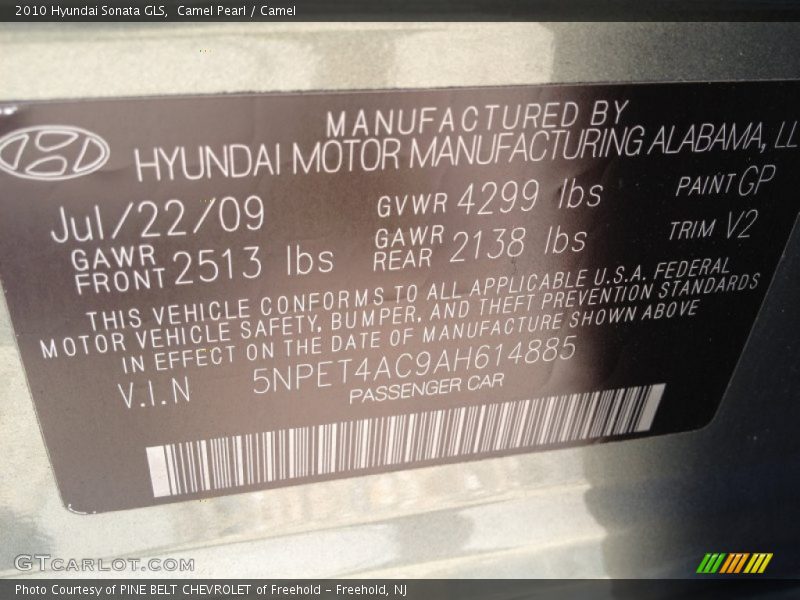 2010 Hyundai Sonata GLS,  Camel Pearl / Camel
MANUFACTURED BY
HYUNDAI MOTOR MANUFACTURING ALABAMA, LL
Jul/22/09 GVWR 4299 lbs PAINT GP
GAWR FRONT 2513 lbs GAWR REAR 2138 lbs TRIM V2
THIS VEHICLE CONFORMS TO ALL APPLICABLE U.S.A. FEDERAL
MOTOR VEHICLE SAFETY, BUMPER, AND THEFT PREVENTION STANDARDS
IN EFFECT ON THE DATE OF MANUFACTURE SHOWN ABOVE
V.I.N 5NPET4AC9AH614885
PASSENGER CAR
GTCARLOT.COM
Photo Courtesy of PINE BELT CHEVROLET of Freehold - Freehold, NJ